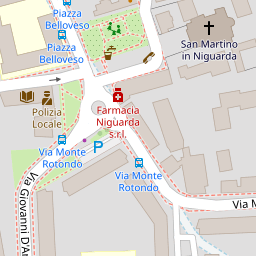 Piazza
Belloveso
Piazza
Belloveso
San Martino
in Niguarda
Polizia
Locale
Farmacia
Niguarda
s.r.l.
P
Via Monte
Rotondo
Via Monte
Rotondo
Via Giovanni D'A
Via M